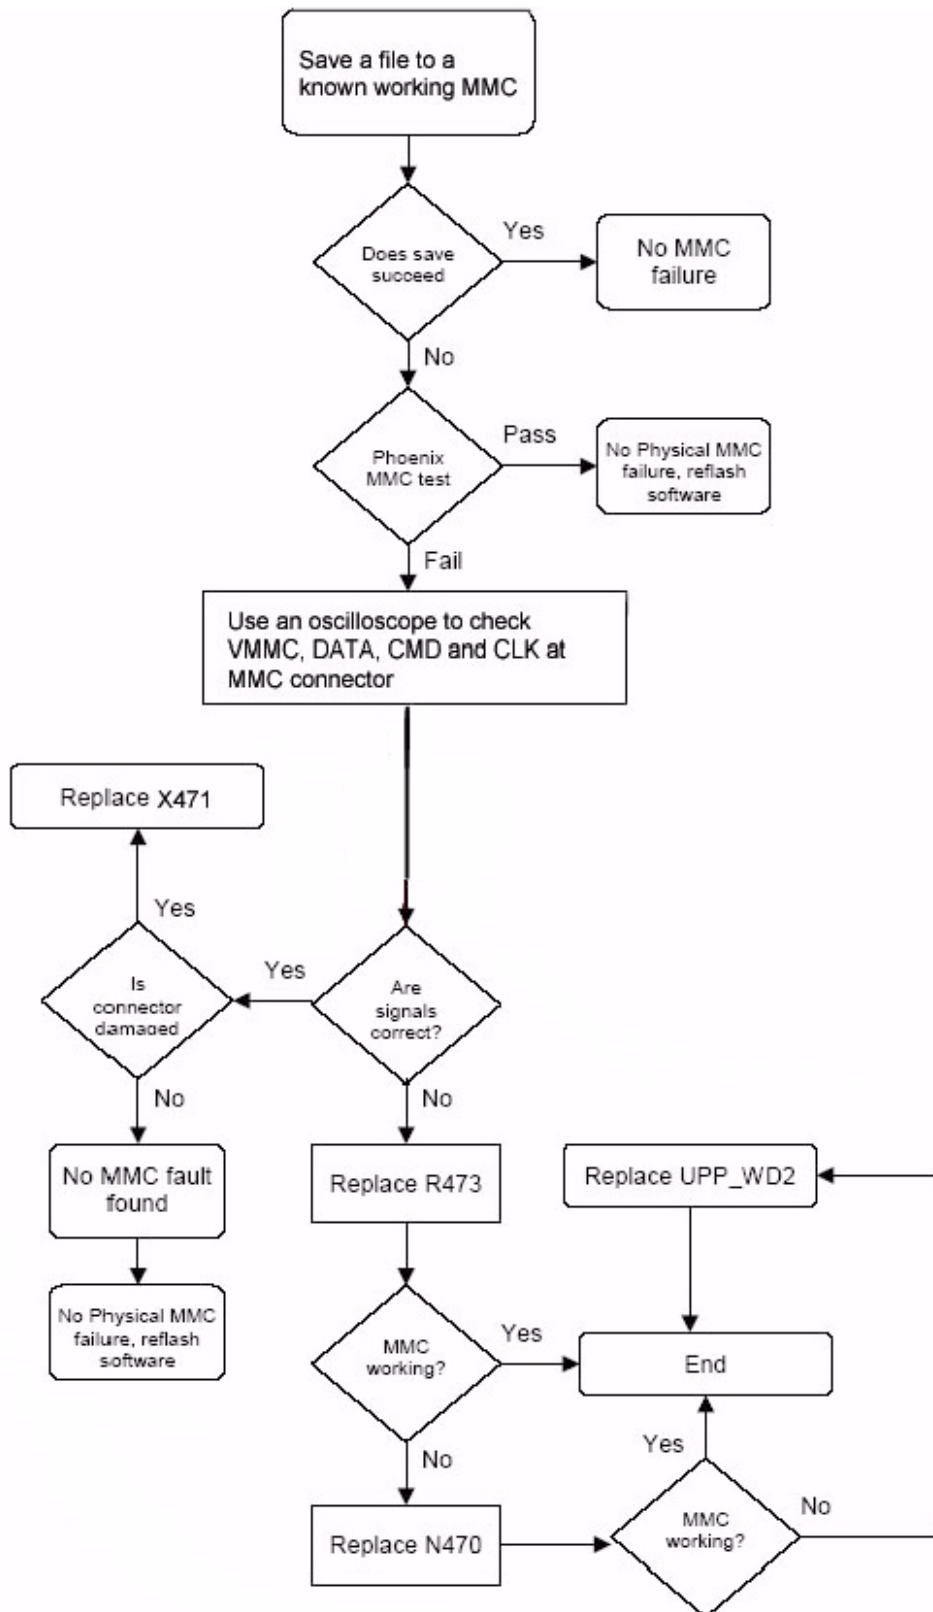 Save a file to a
known working MMC
Does save
succeed
Yes
No MMC
failure
No
Phoenix
MMC test
Pass
No Physical MMC
failure, reflash
software
Fail
Use an oscilloscope to check
VMMC, DATA, CMD and CLK at
MMC connector
Replace X471
Yes
Is
connector
damaged
Yes
Are
signals
correct?
No
No
No MMC fault
found
Replace R473
Replace UPP_WD2
No Physical MMC
failure, reflash
software
MMC
working?
Yes
End
No
Yes
Replace N470
MMC
working?
No